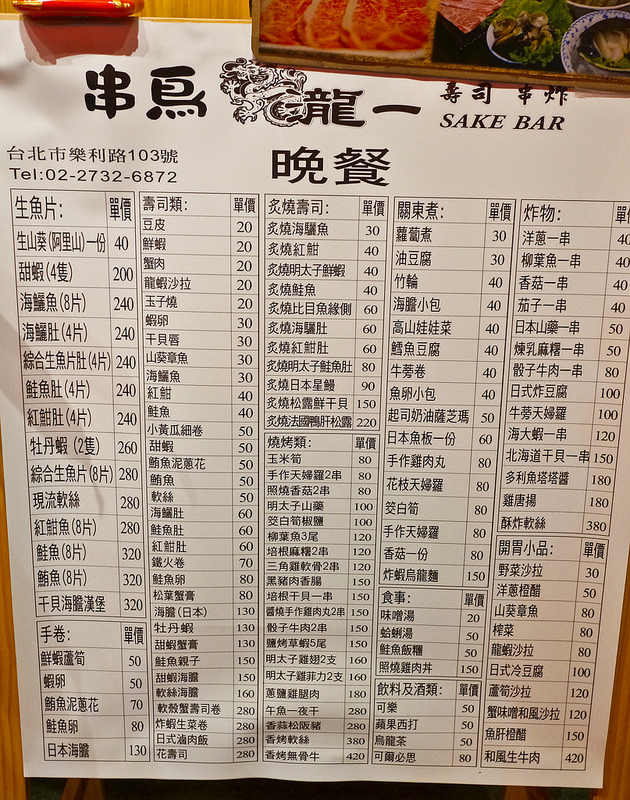 串鳥 龍一
壽司 串炸
SAKE BAR
台北市樂利路103號
Tel:02-2732-6872
晚餐
生魚片: 單價
生山葵(阿里山)一份 40
甜蝦(4隻) 200
海鱺魚(8片) 240
海鱺肚(4片) 240
綜合生魚片肚(4片) 240
鮭魚肚(4片) 240
紅魽肚(4片) 240
牡丹蝦(2隻) 260
綜合生魚片(8片) 280
現流軟絲 280
紅魽魚(8片) 280
鮭魚(8片) 320
鮪魚(8片) 320
干貝海膽漢堡 320
手卷: 單價
鮮蝦蘆筍 50
蝦卵 50
鮪魚泥蔥花 70
鮭魚卵 80
日本海膽 130
壽司類: 單價
豆皮 20
鮮蝦 20
蟹肉 20
龍蝦沙拉 20
玉子燒 20
蝦卵 30
干貝唇 30
山葵章魚 30
海鱺魚 30
紅魽 40
鮭魚 40
小黃瓜細卷 50
甜蝦 50
鮪魚泥蔥花 50
鮪魚 50
軟絲 50
海鱺肚 60
鮭魚肚 60
紅魽肚 60
鐵火卷 70
鮭魚卵 80
松葉蟹膏 80
海膽(日本) 130
牡丹蝦 130
甜蝦蟹膏 130
鮭魚親子 150
甜蝦海膽 150
軟絲海膽 160
軟殼蟹壽司卷 280
炸蝦生菜卷 280
日式滷肉飯 280
花壽司 280
炙燒壽司: 單價
炙燒海鱺魚 30
炙燒紅魽 40
炙燒明太子鮮蝦 40
炙燒鮭魚 40
炙燒比目魚緣側 60
炙燒海鱺肚 60
炙燒紅魽肚 60
炙燒明太子鮭魚肚 80
炙燒日本星鰻 90
炙燒松露鮮干貝 150
炙燒法國鴨肝松露 220
燒烤類: 單價
玉米筍 80
手作天婦羅2串 80
照燒香菇2串 80
明太子山藥 100
茭白筍椒鹽 100
柳葉魚3尾 120
培根麻糬2串 120
三角雞軟骨2串 120
黑豬肉香腸 150
培根干貝一串 150
醬燒手作雞肉丸2串 150
骰子牛肉2串 150
鹽烤草蝦5尾 150
明太子雞翅2支 160
明太子雞菲力2支 160
蔥鹽雞腿肉 180
午魚一夜干 280
香蒜松阪豬 280
香烤軟絲 380
香烤無骨牛 420
關東煮: 單價
蘿蔔煮 30
油豆腐 30
竹輪 40
海膽小包 40
高山娃娃菜 40
鱈魚豆腐 40
牛蒡卷 40
魚卵小包 40
起司奶油薩芝瑪 50
日本魚板一份 60
手作雞肉丸 80
花枝天婦羅 80
茭白筍 80
手作天婦羅 80
香菇一份 80
炸蝦烏龍麵 150
食事: 單價
味噌湯 20
蛤蜊湯 50
鮭魚飯糰 50
照燒雞肉丼 150
飲料及酒類: 單價
可樂 50
蘋果西打 50
烏龍茶 50
可爾必思 80
炸物: 單價
洋蔥一串 40
柳葉魚一串 40
香菇一串 40
茄子一串 40
日本山藥一串 50
煉乳麻糬一串 50
骰子牛肉一串 80
日式炸豆腐 100
牛蒡天婦羅 100
海大蝦一串 120
北海道干貝一串 150
多利魚塔塔醬 180
雞唐揚 180
酥炸軟絲 380
開胃小品: 單價
野菜沙拉 30
洋蔥橙醋 50
山葵章魚 80
榨菜 80
龍蝦沙拉 80
日式冷豆腐 100
蘆筍沙拉 120
蟹味噌和風沙拉 120
魚肝橙醋 150
和風生牛肉 420